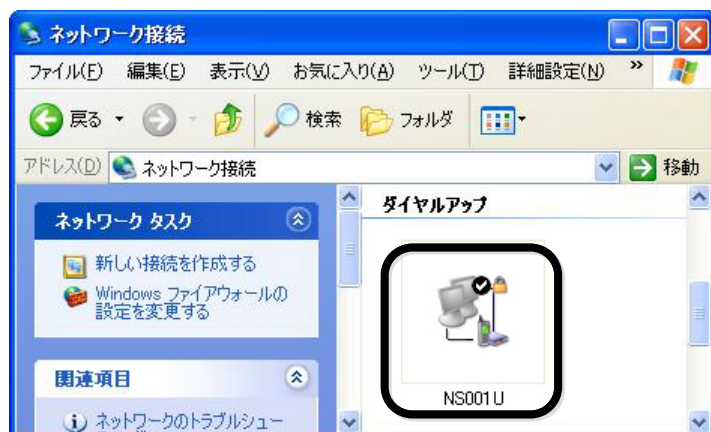 ネットワーク接続
ファイル(F) 編集(E) 表示(V) お気に入り(A) ツール(T) 詳細設定(N) »
戻る 検索 フォルダ
アドレス(D) ネットワーク接続 移動
ネットワーク タスク
新しい接続を作成する
Windows ファイアウォールの
設定を変更する
関連項目
ネットワークのトラブルシュー
ダイヤルアップ
NS001U